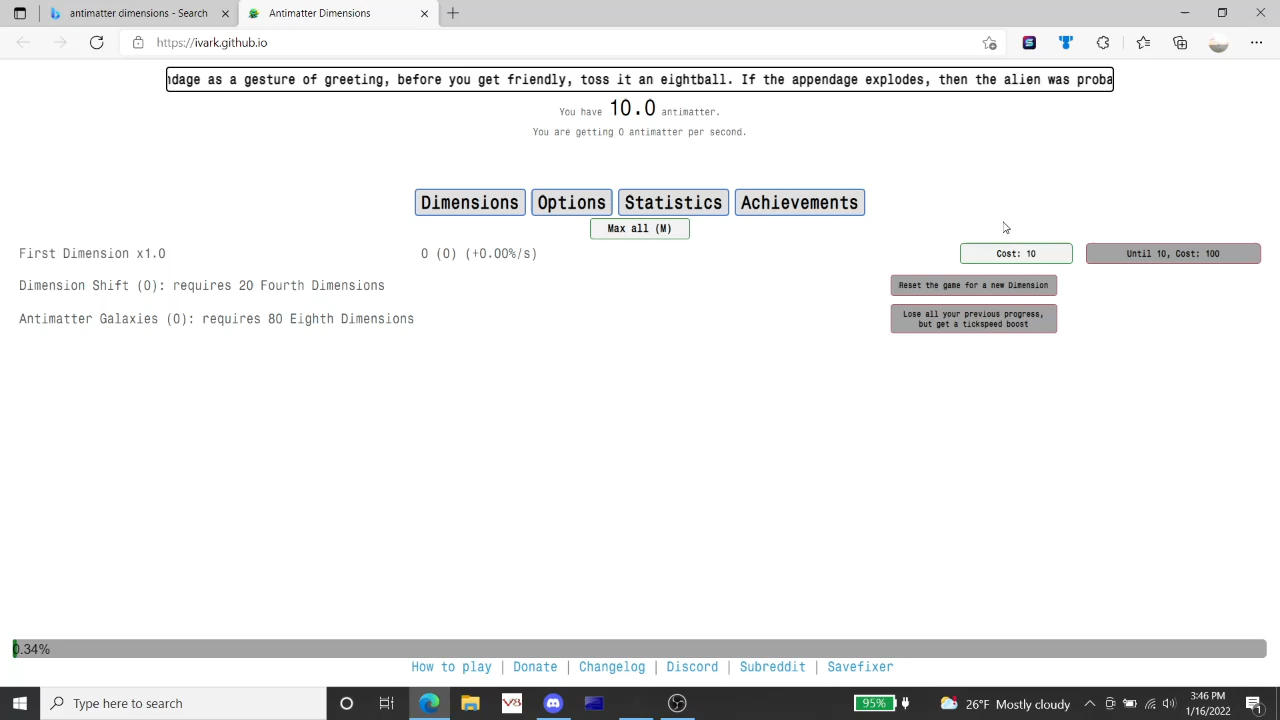 antimatter dimensions - Search
Antimatter Dimensions
https://ivark.github.io
ndage as a gesture of greeting, before you get friendly, toss it an eightball. If the appendage explodes, then the alien was proba
You have 10.0 antimatter.
You are getting 0 antimatter per second.
Dimensions Options Statistics Achievements
Max all (M)
First Dimension x1.0 0 (0) (+0.00%/s) Cost: 10 Until 10, Cost: 100
Dimension Shift (0): requires 20 Fourth Dimensions Reset the game for a new Dimension
Antimatter Galaxies (0): requires 80 Eighth Dimensions Lose all your previous progress,
but get a tickspeed boost
0.34%
How to play | Donate | Changelog | Discord | Subreddit | Savefixer
Type here to search
95%
26°F Mostly cloudy
3:46 PM
1/16/2022
1